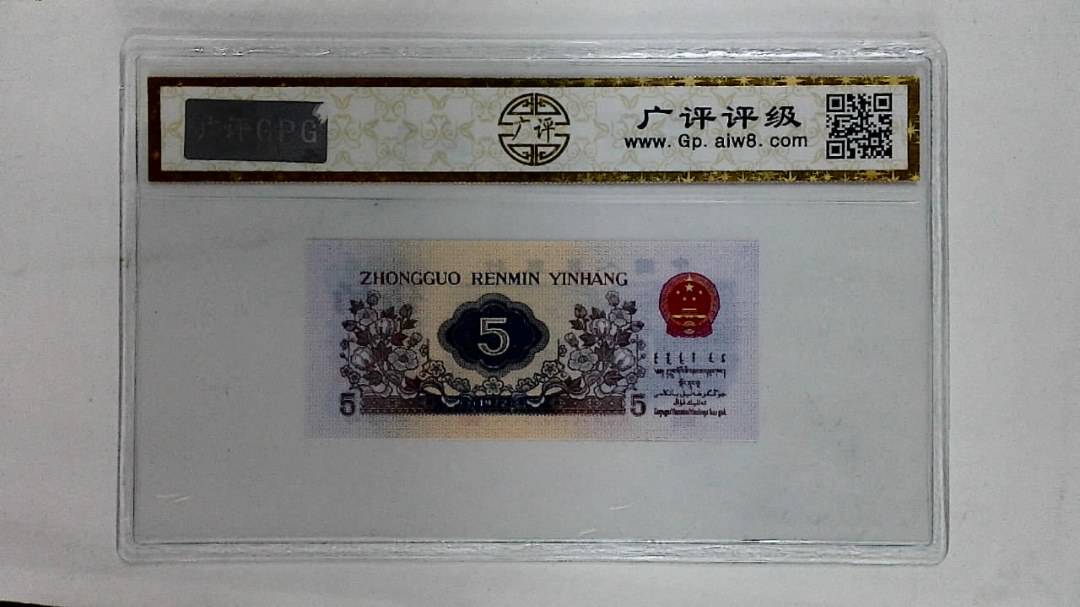 广评GPG
广评
广评评级
www. Gp. aiw8. com
ZHONGGUO RENMIN YINHANG
5
5 5